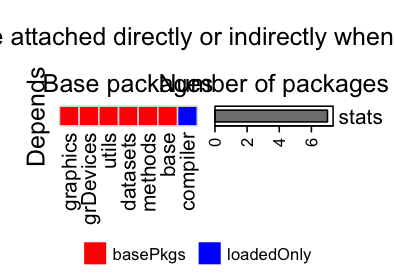 e attached directly or indirectly when
Base packages
Number of packages
Depends
stats
0 2 4 6
graphics
grDevices
utils
datasets
methods
base
compiler
basePkgs
loadedOnly